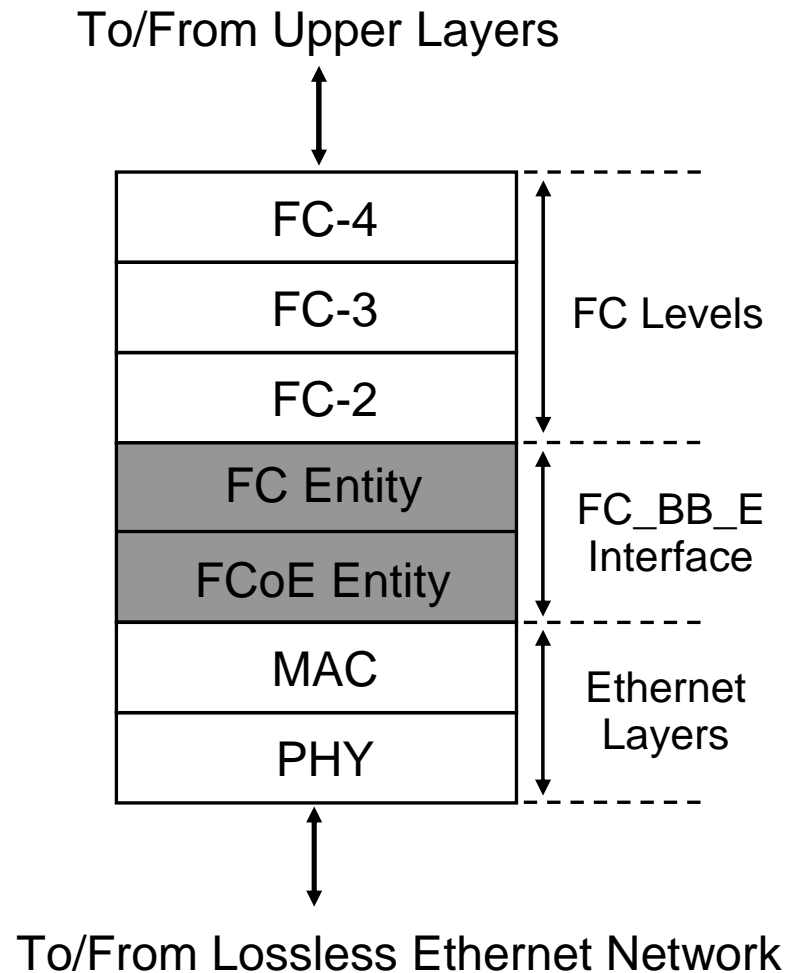 To/From Upper Layers
FC-4
FC-3
FC-2
FC Levels
FC Entity
FCoE Entity
FC_BB_E
Interface
MAC
PHY
Ethernet
Layers
To/From Lossless Ethernet Network